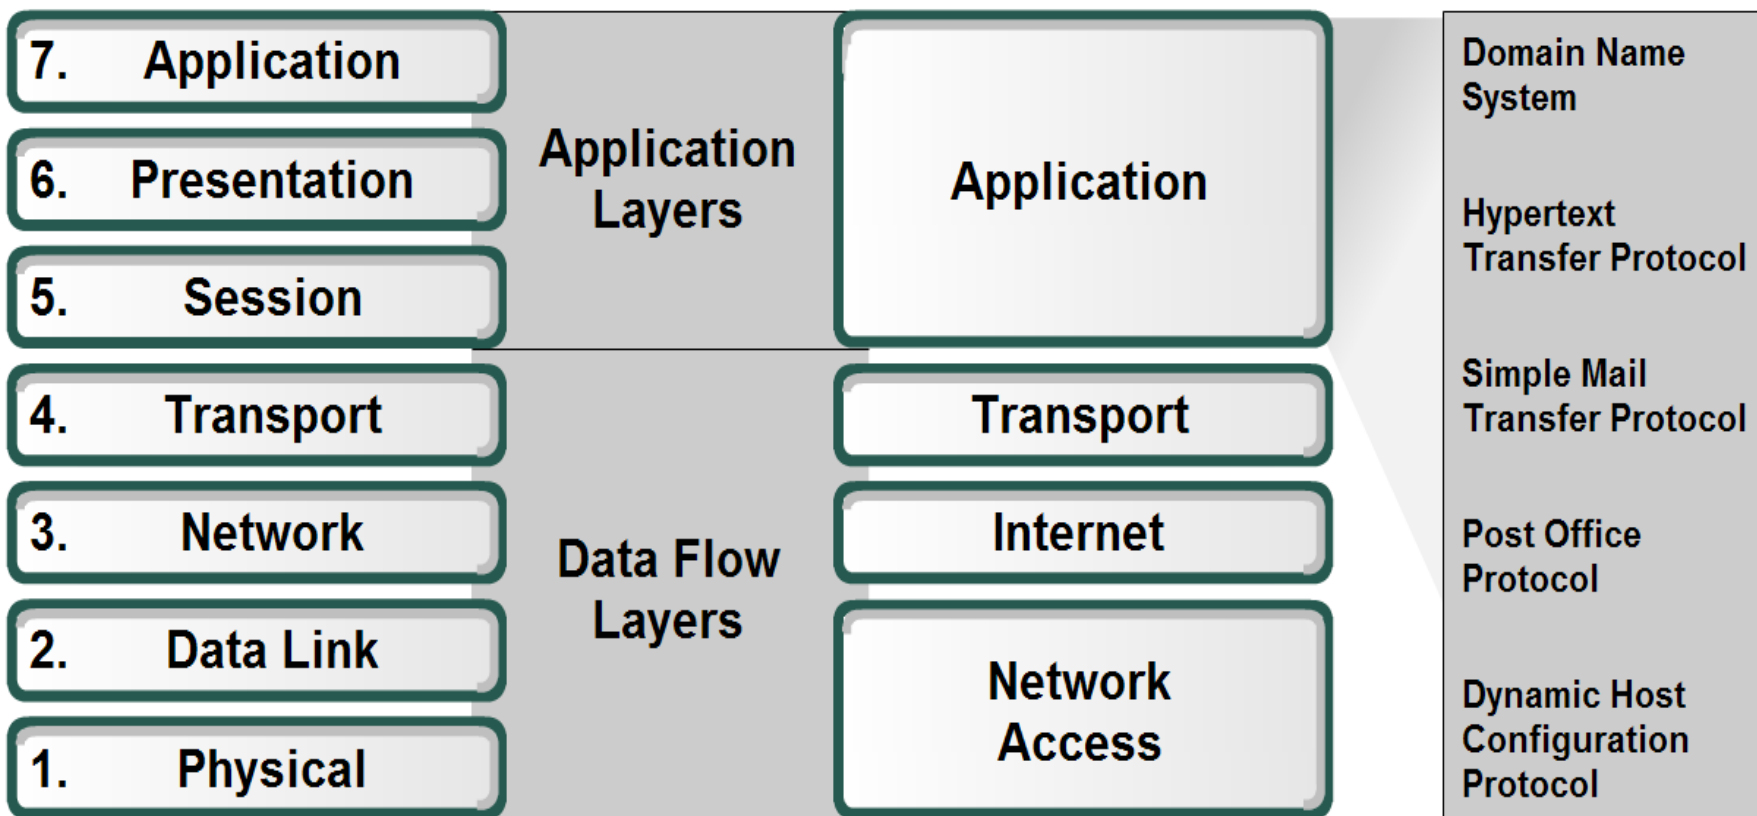 7. Application
6. Presentation
5. Session
4. Transport
3. Network
2. Data Link
1. Physical
Application
Layers
Data Flow
Layers
Application
Transport
Internet
Network
Access
Domain Name
System
Hypertext
Transfer Protocol
Simple Mail
Transfer Protocol
Post Office
Protocol
Dynamic Host
Configuration
Protocol